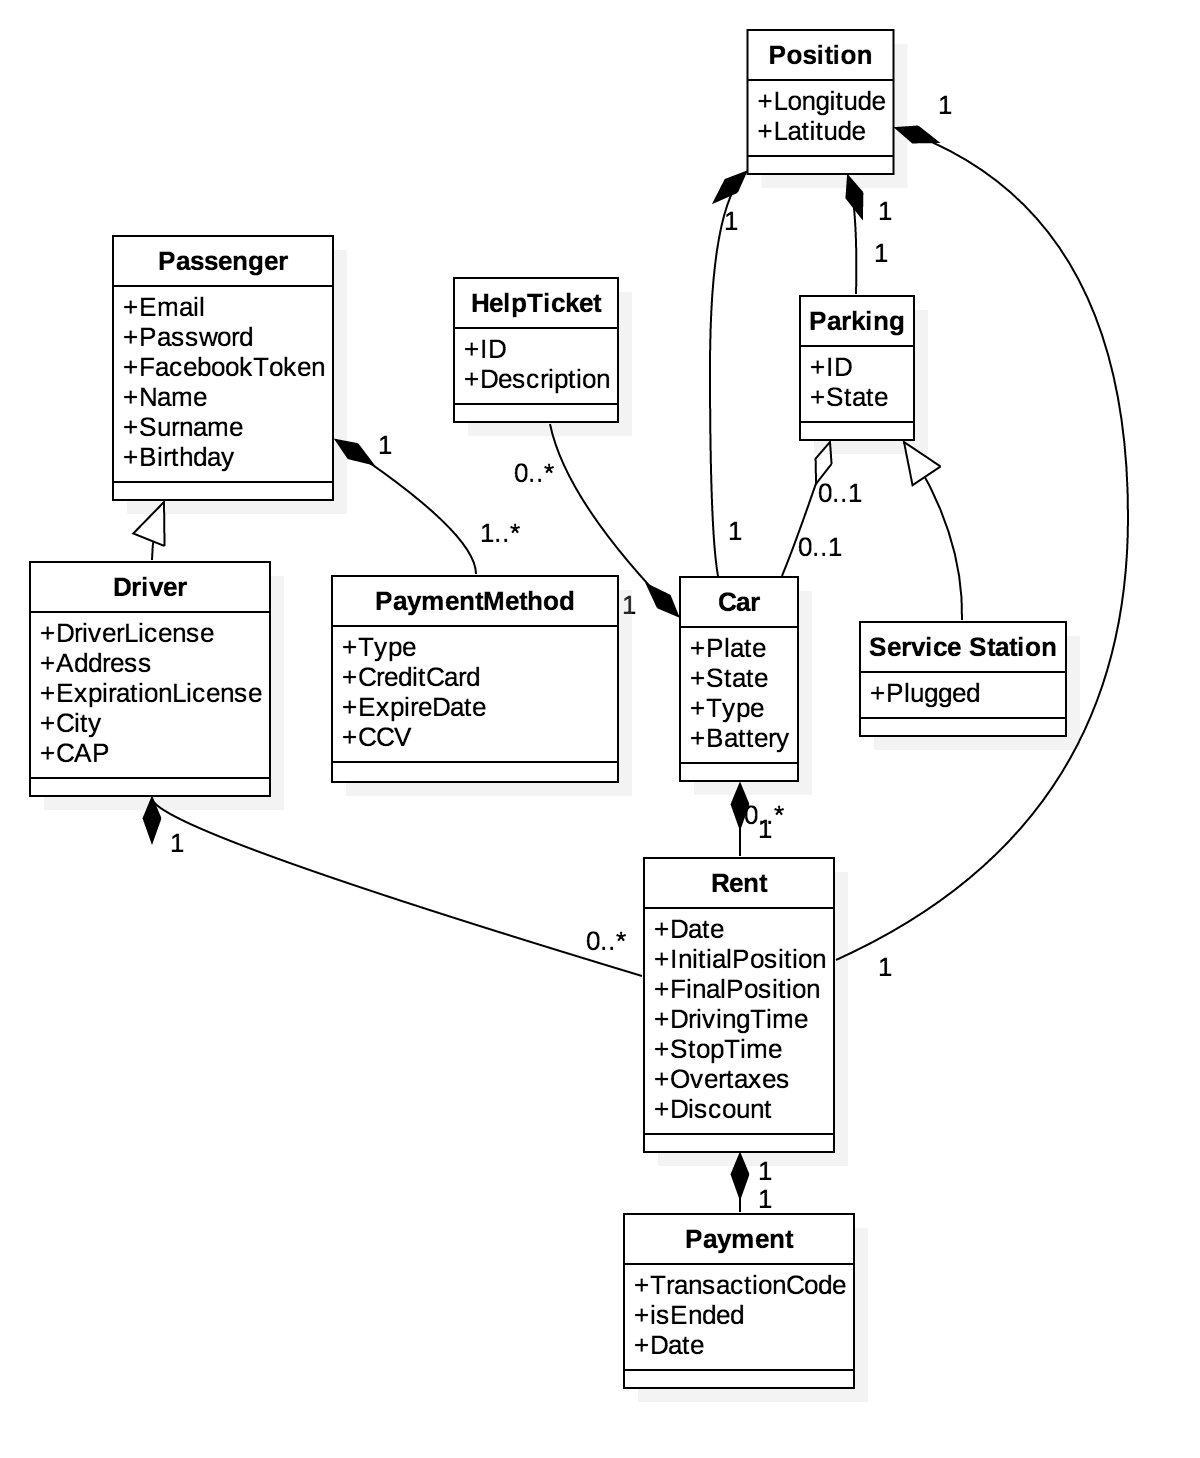 Position
+Longitude
+Latitude
1
1
1
1
1
Passenger
+Email
+Password
+FacebookToken
+Name
+Surname
+Birthday
1
1..*
HelpTicket
+ID
+Description
0..*
1
Parking
+ID
+State
0..1
0..1
Driver
+DriverLicense
+Address
+ExpirationLicense
+City
+CAP
1
PaymentMethod
+Type
+CreditCard
+ExpireDate
+CCV
Car
+Plate
+State
+Type
+Battery
Service Station
+Plugged
0..*
1
Rent
+Date
+InitialPosition
+FinalPosition
+DrivingTime
+StopTime
+Overtaxes
+Discount
0..*
1
1
1
Payment
+TransactionCode
+isEnded
+Date